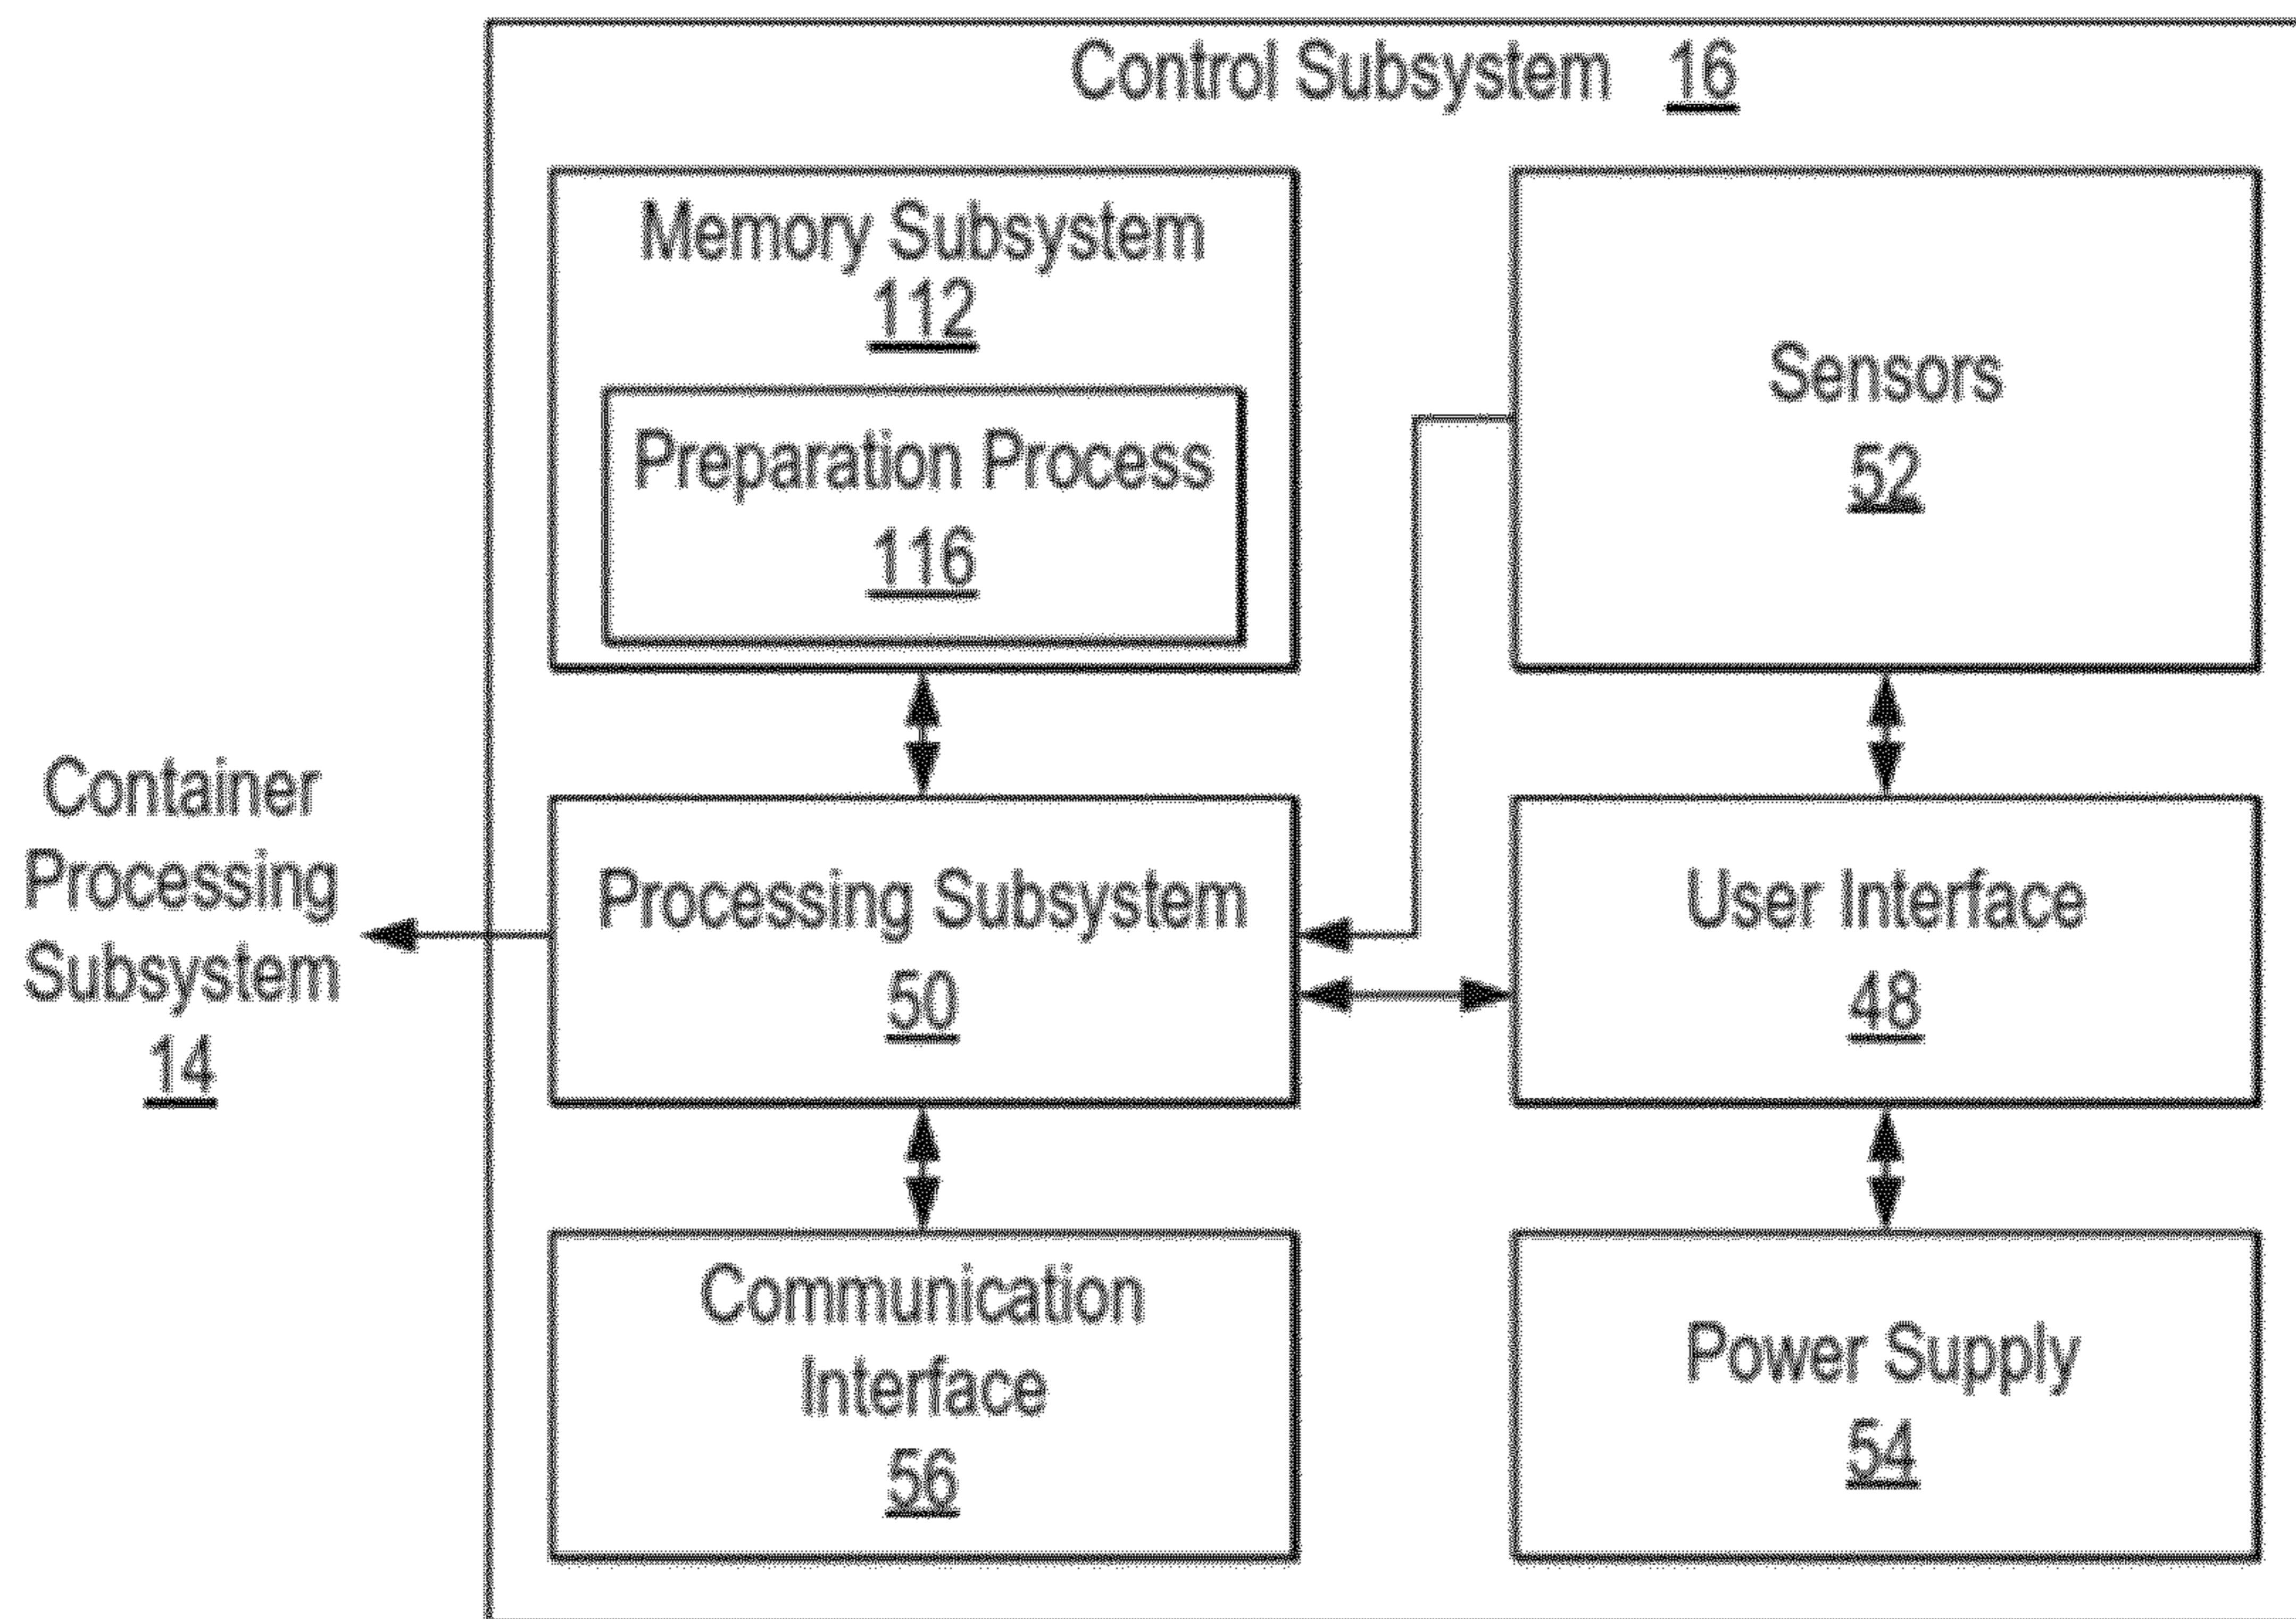 Control Subsystem 16
Memory Subsystem
112
Preparation Process
116
Sensors
52
Container
Processing
Subsystem
14
Processing Subsystem
50
User Interface
48
Communication
Interface
56
Power Supply
54